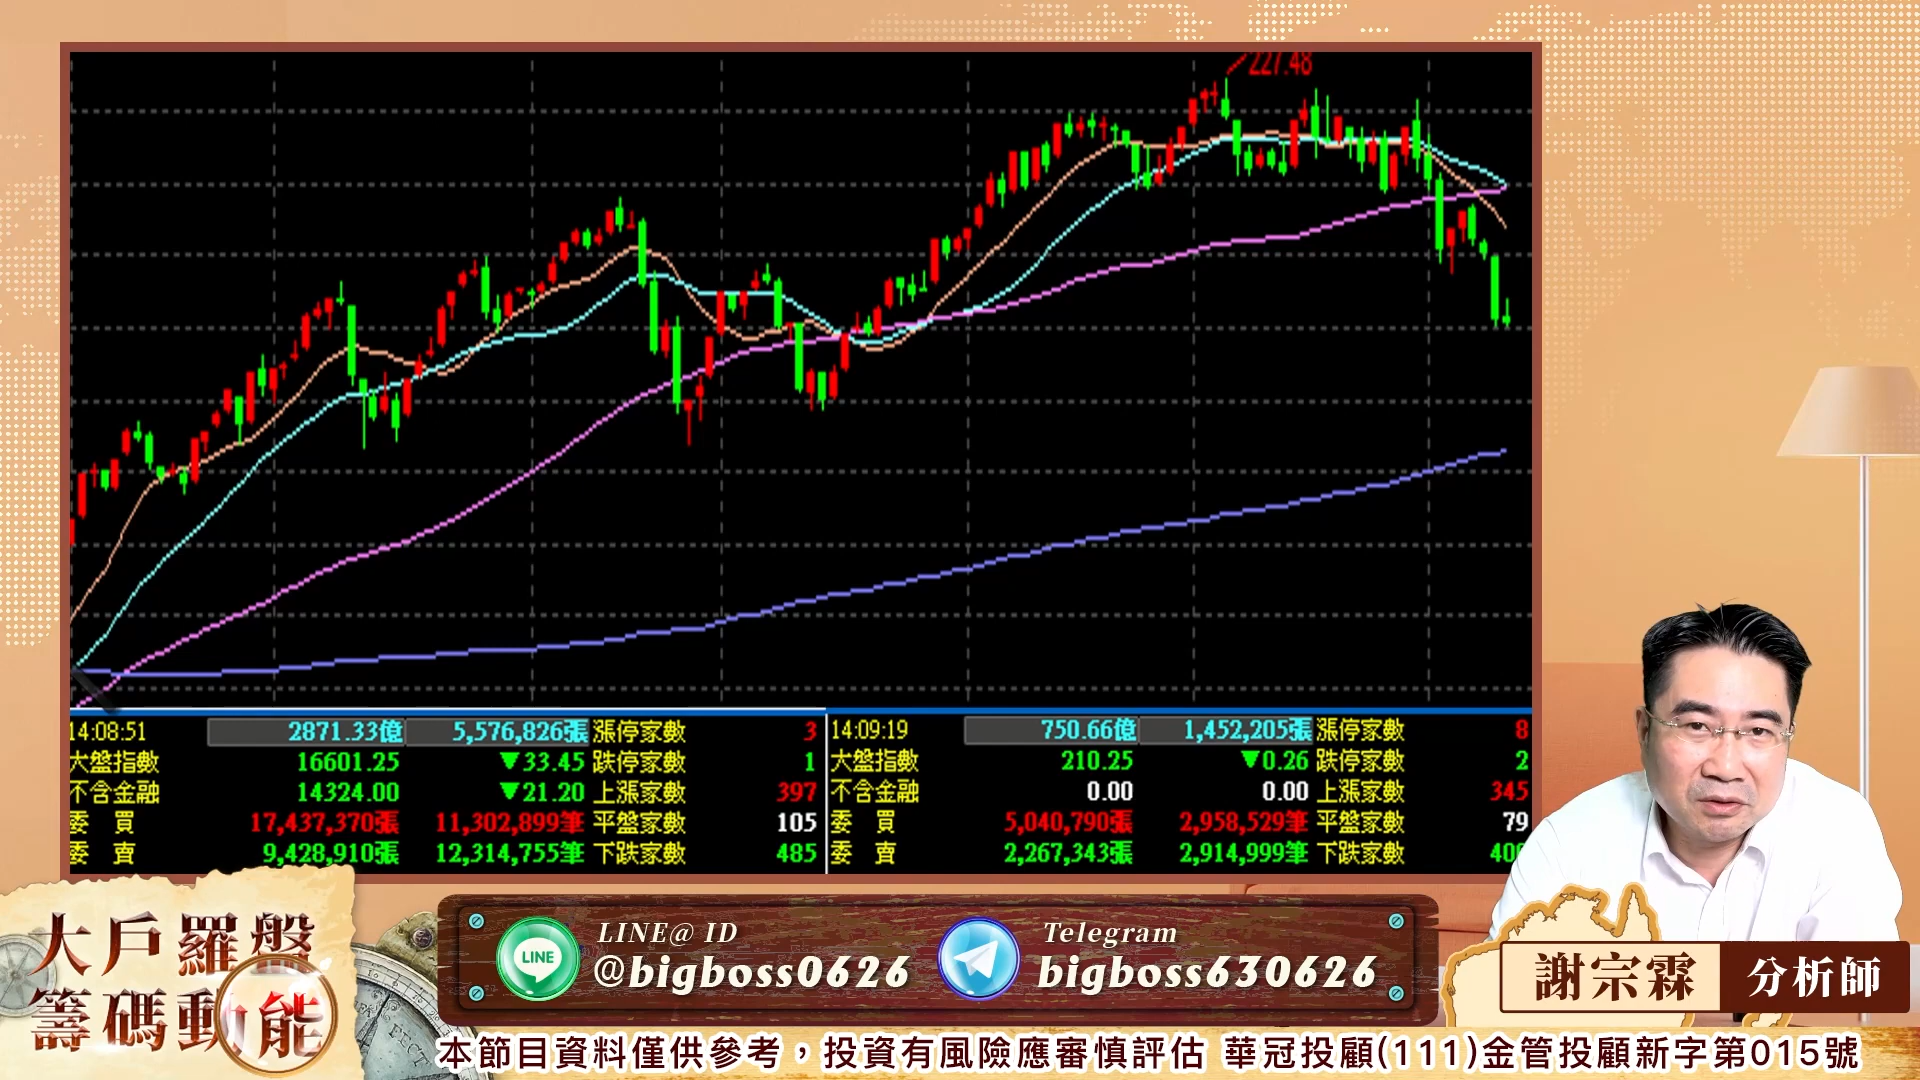 227.48
14:08:51 2871.33億 5,576,826張 漲停家數 3
大盤指數 16601.25 ▼33.45 跌停家數 1
不含金融 14324.00 ▼21.20 上漲家數 397
委 買 17,437,370張 11,302,899筆 平盤家數 105
委 賣 9,428,910張 12,314,755筆 下跌家數 485
14:09:19 750.66億 1,452,205張 漲停家數 8
大盤指數 210.25 ▼0.26 跌停家數 2
不含金融 0.00 0.00 上漲家數 345
委 買 5,040,790張 2,958,529筆 平盤家數 79
委 賣 2,267,343張 2,914,999筆 下跌家數
大戶羅盤
籌碼動能
LINE
LINE@ ID
@bigboss0626
Telegram
bigboss630626
謝宗霖 分析師
本節目資料僅供參考，投資有風險應審慎評估 華冠投顧(111)金管投顧新字第015號